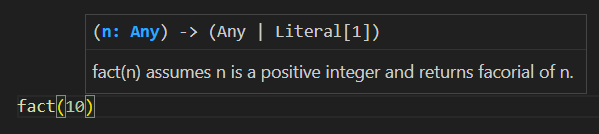 (n: Any) -> (Any | Literal[1])
fact(n) assumes n is a positive integer and returns facorial of n.
fact(10)